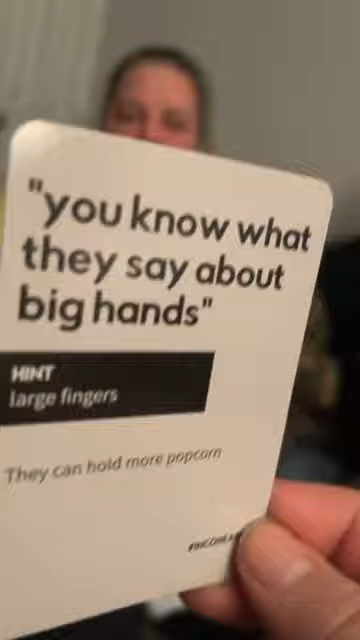 "you know what
they say about
big hands"
HINT
large fingers
They can hold more popcorn